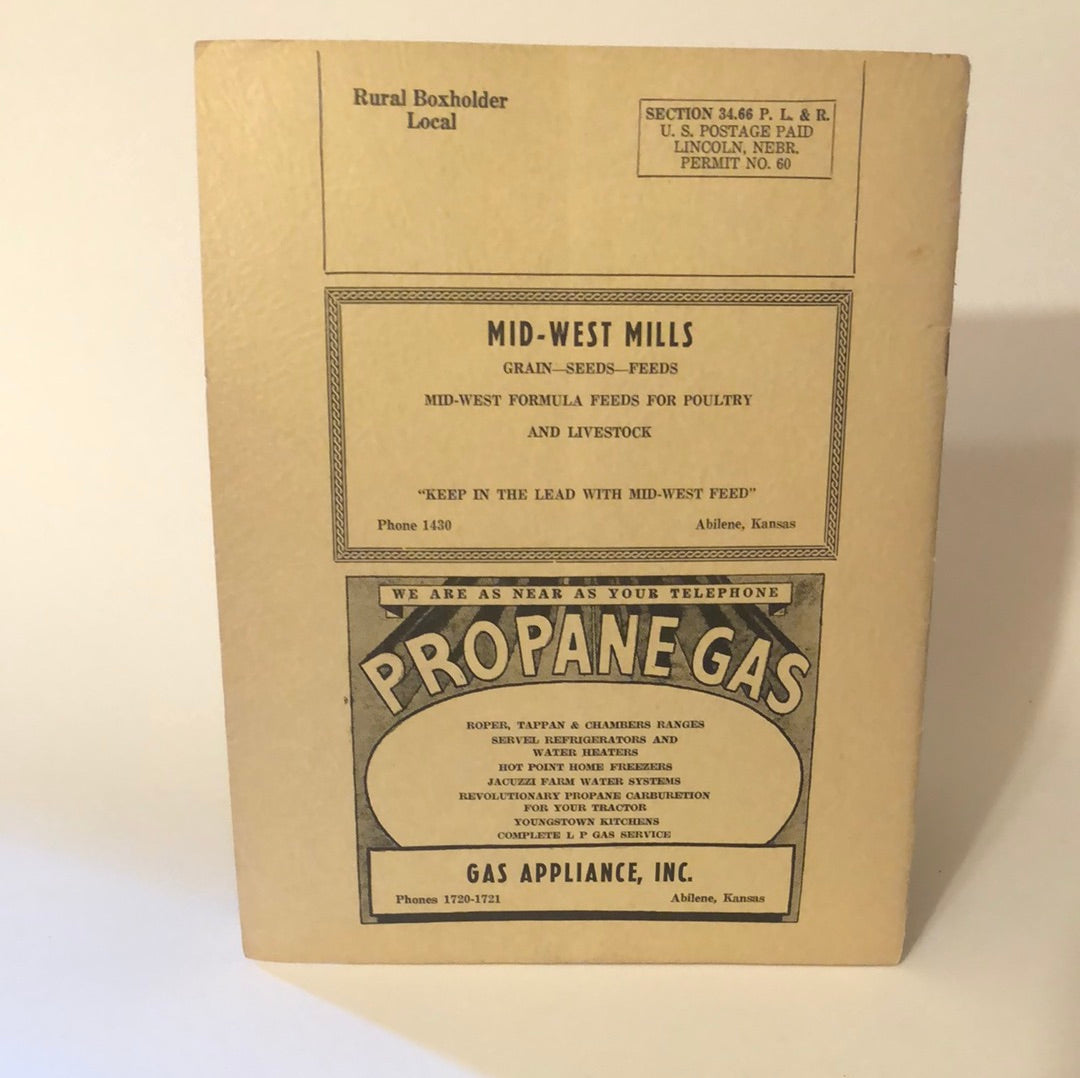 Rural Boxholder
Local
SECTION 34.66 P. L. & R.
U. S. POSTAGE PAID
LINCOLN, NEBR.
PERMIT NO. 60
MID-WEST MILLS
GRAIN—SEEDS—FEEDS
MID-WEST FORMULA FEEDS FOR POULTRY
AND LIVESTOCK
“KEEP IN THE LEAD WITH MID-WEST FEED”
Phone 1430 Abilene, Kansas
WE ARE AS NEAR AS YOUR TELEPHONE
PROPANE GAS
ROPER, TAPPAN & CHAMBERS RANGES
SERVEL REFRIGERATORS AND
WATER HEATERS
HOT POINT HOME FREEZERS
JACUZZI FARM WATER SYSTEMS
REVOLUTIONARY PROPANE CARBURETION
FOR YOUR TRACTOR
YOUNGSTOWN KITCHENS
COMPLETE L P GAS SERVICE
GAS APPLIANCE, INC.
Phones 1720-1721 Abilene, Kansas